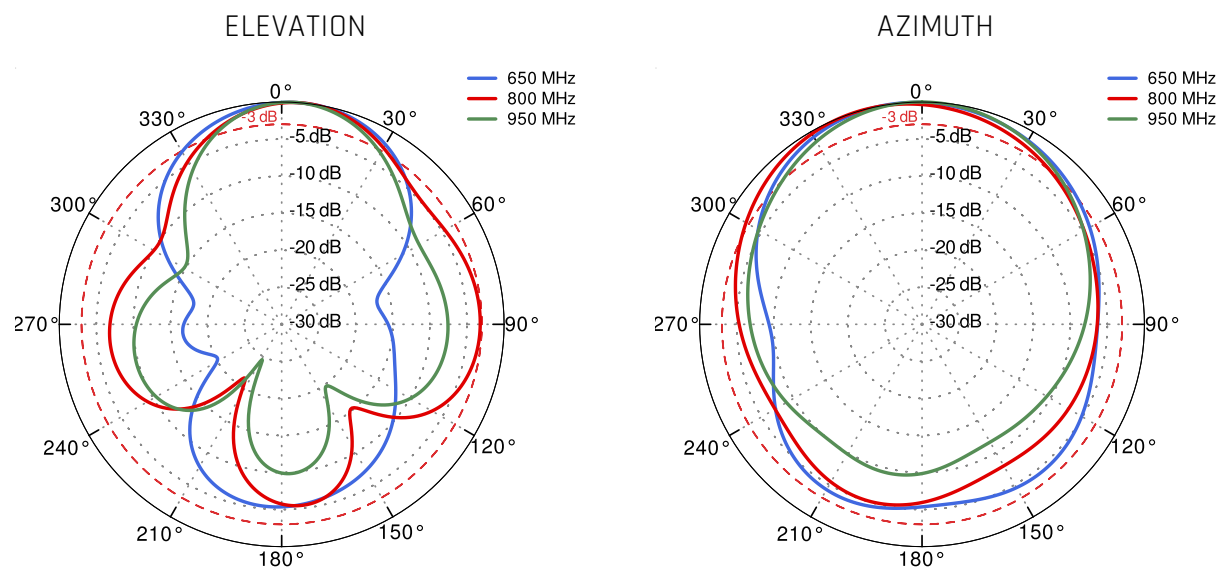 ELEVATION
650 MHz
800 MHz
950 MHz
0°
330°
-3 dB
30°
-5 dB
-10 dB
300°
60°
-15 dB
-20 dB
-25 dB
270°
-30 dB
90°
240°
120°
210°
150°
180°
AZIMUTH
650 MHz
800 MHz
950 MHz
0°
330°
-3 dB
30°
-5 dB
-10 dB
300°
60°
-15 dB
-20 dB
-25 dB
270°
-30 dB
90°
240°
120°
210°
150°
180°